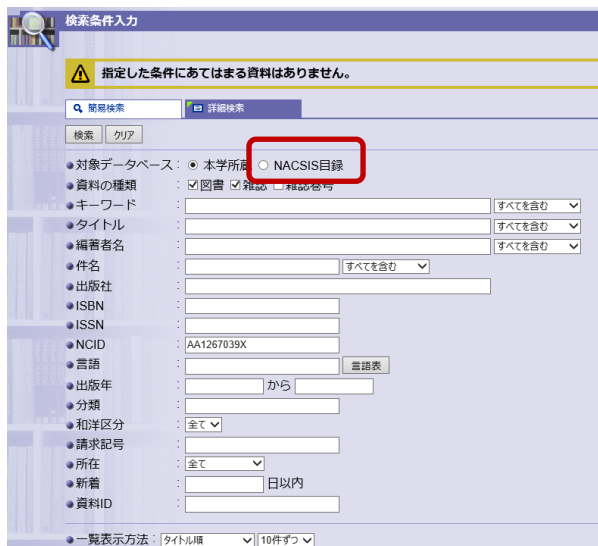 検索条件入力
指定した条件にあてはまる資料はありません。
簡易検索 詳細検索
検索 クリア
対象データベース : 本学所蔵 NACSIS目録
資料の種類 : 図書 雑誌 雑誌巻号
キーワード : すべてを含む
タイトル : すべてを含む
編著者名 : すべてを含む
件名 : すべてを含む
出版社 :
ISBN :
ISSN :
NCID : AA1267039X
言語 : 言語表
出版年 : から
分類 :
和洋区分 : 全て
請求記号 :
所在 : 全て
新着 : 日以内
資料ID :
一覧表示方法 : タイトル順 10件ずつ